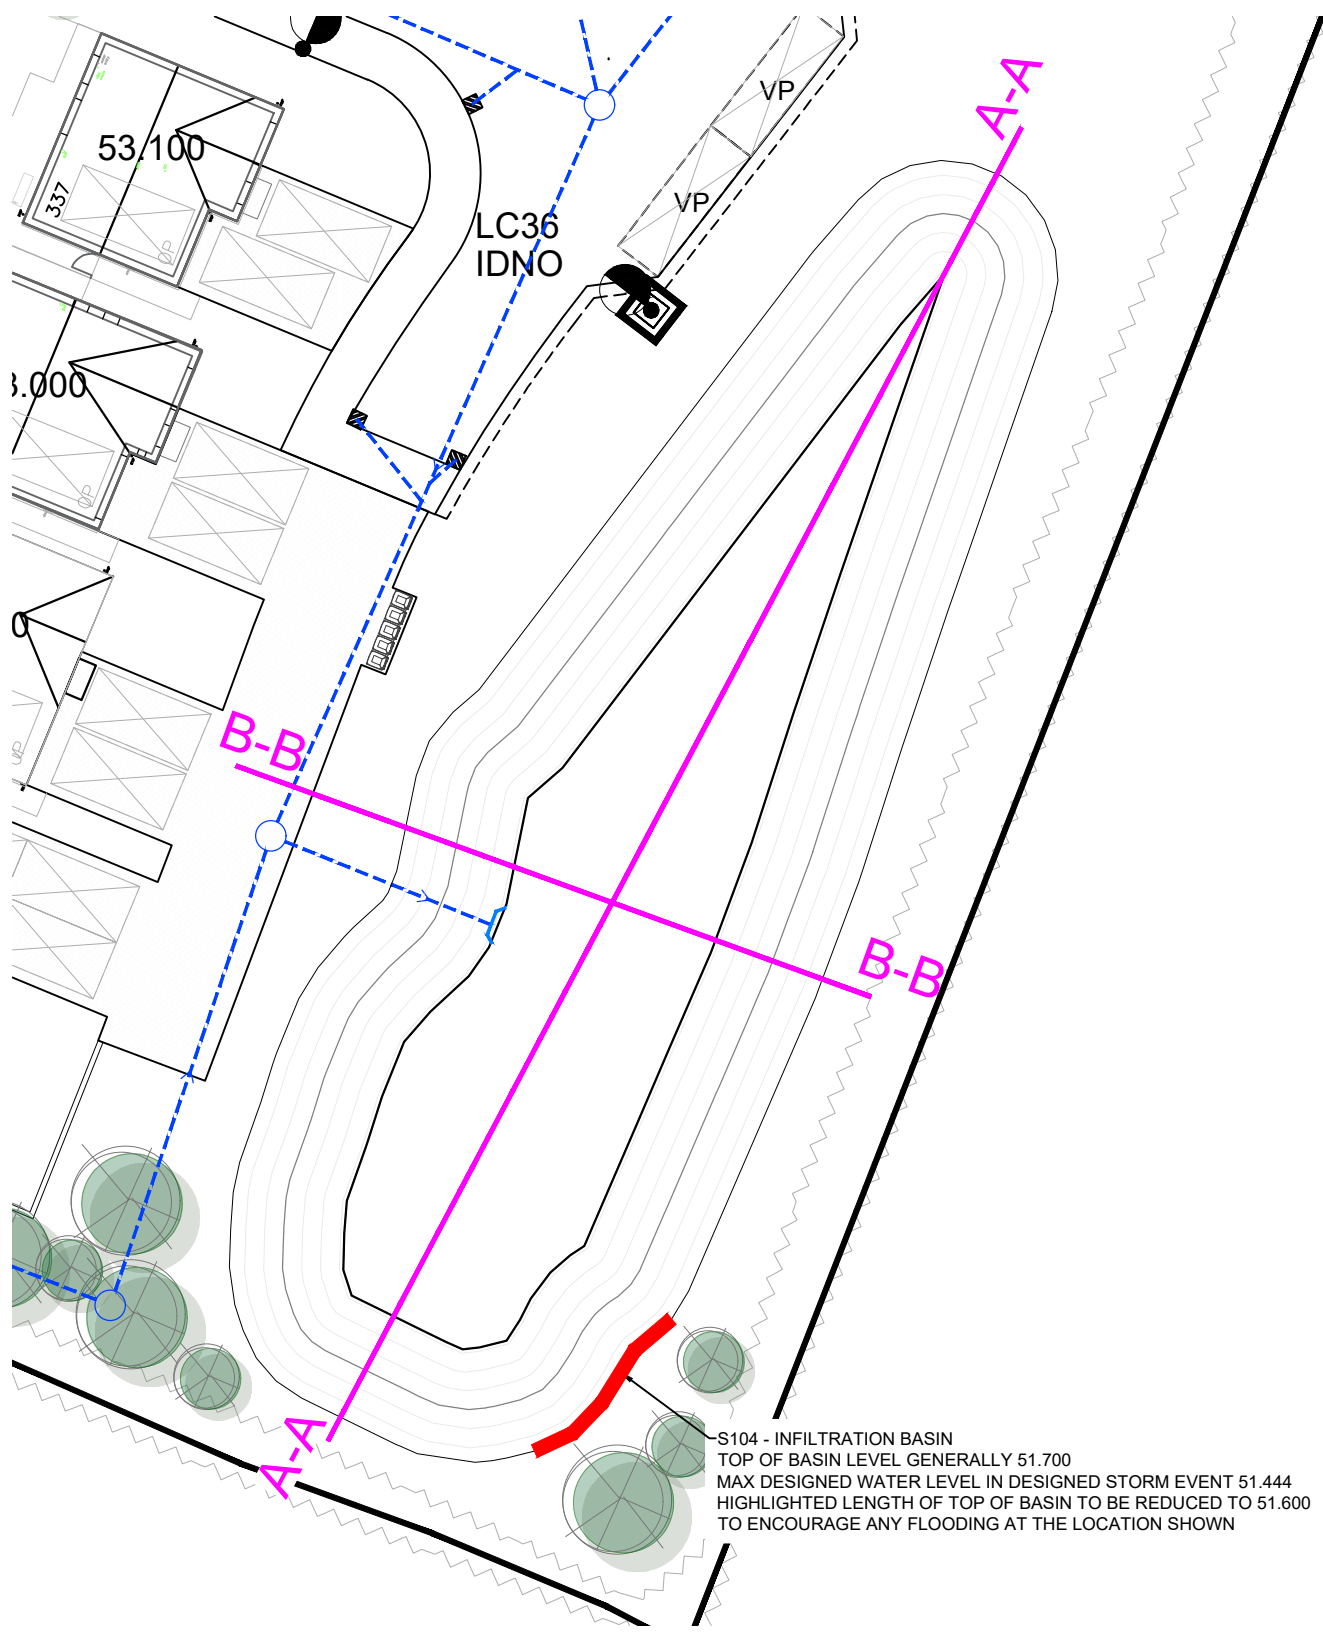 A-A
VP
53.100
337
VP
LC36
IDNO
3.000
B-B
B-B
A-A
S104 - INFILTRATION BASIN
TOP OF BASIN LEVEL GENERALLY 51.700
MAX DESIGNED WATER LEVEL IN DESIGNED STORM EVENT 51.444
HIGHLIGHTED LENGTH OF TOP OF BASIN TO BE REDUCED TO 51.600
TO ENCOURAGE ANY FLOODING AT THE LOCATION SHOWN